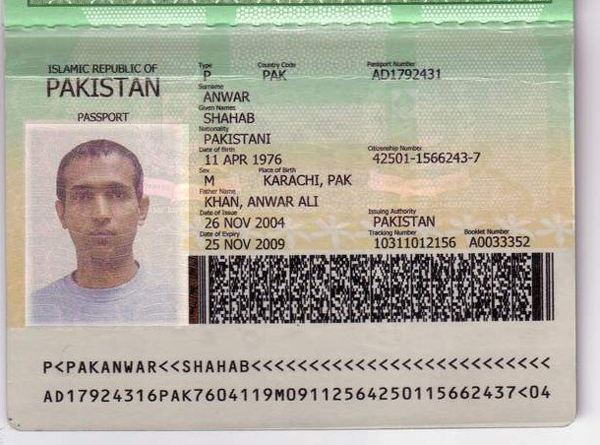 ISLAMIC REPUBLIC OF
PAKISTAN
PASSPORT
Type Country Code Passport Number
P PAK AD1792431
Surname
ANWAR
Given Names
SHAHAB
Nationality
PAKISTANI
Date of Birth Citizenship Number
11 APR 1976 42501-1566243-7
Sex Place of Birth
M KARACHI, PAK
Father Name
KHAN, ANWAR ALI
Date of Issue Issuing Authority
26 NOV 2004 PAKISTAN
Date of Expiry Tracking Number Booklet Number
25 NOV 2009 10311012156 A0033352
P<PAKANWAR<<SHAHAB<<<<<<<<<<<<<<<<<<<<<<<<<<
AD17924316PAK7604119M09112564250115662437<04